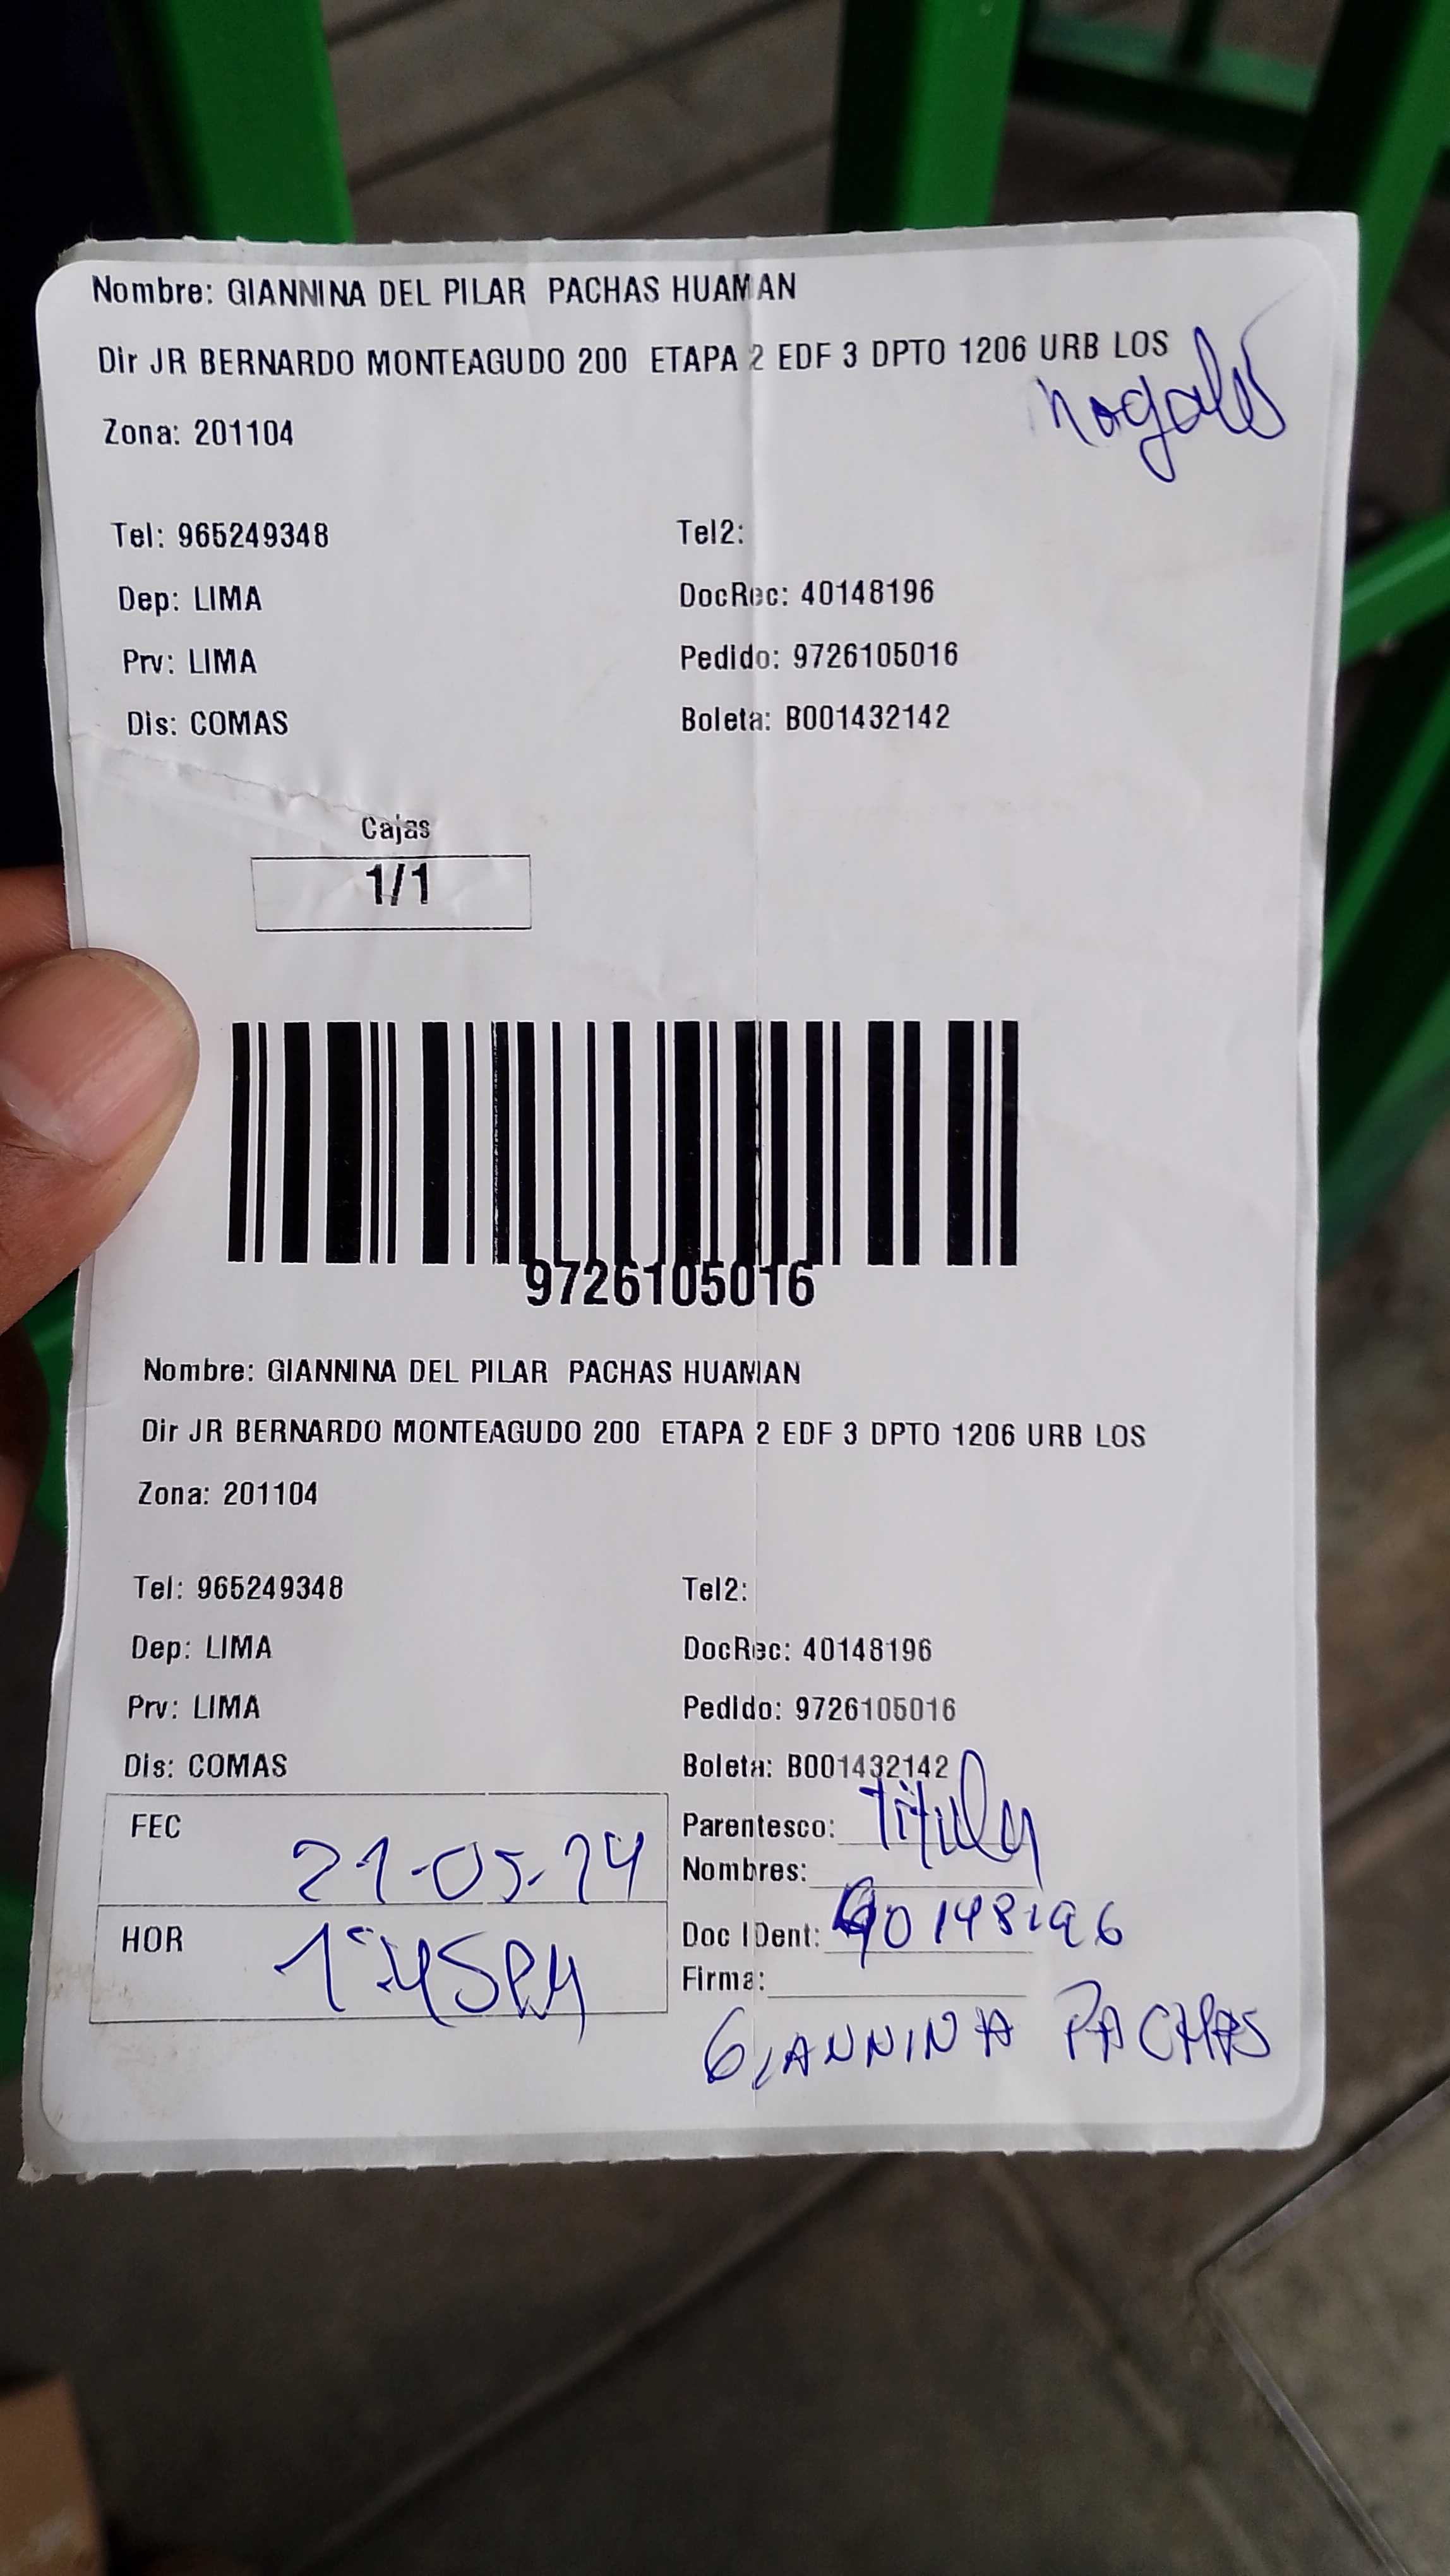 Nombre: GIANNINA DEL PILAR PACHAS HUAMAN
Dir JR BERNARDO MONTEAGUDO 200 ETAPA 2 EDF 3 DPTO 1206 URB LOS
Nogales
Zona: 201104
Tel: 965249348 Tel2:
Dep: LIMA DocRec: 40148196
Prv: LIMA Pedido: 9726105016
Dis: COMAS Boleta: B001432142
Cajas
1/1
9726105016
Nombre: GIANNINA DEL PILAR PACHAS HUAMAN
Dir JR BERNARDO MONTEAGUDO 200 ETAPA 2 EDF 3 DPTO 1206 URB LOS
Zona: 201104
Tel: 965249348 Tel2:
Dep: LIMA DocRec: 40148196
Prv: LIMA Pedido: 9726105016
Dis: COMAS Boleta: B001432142
FEC 21-05-24 Parentesco: Titular
Nombres:
HOR Doc IDent: 40148196
Firma:
GIANNINA PACHAS